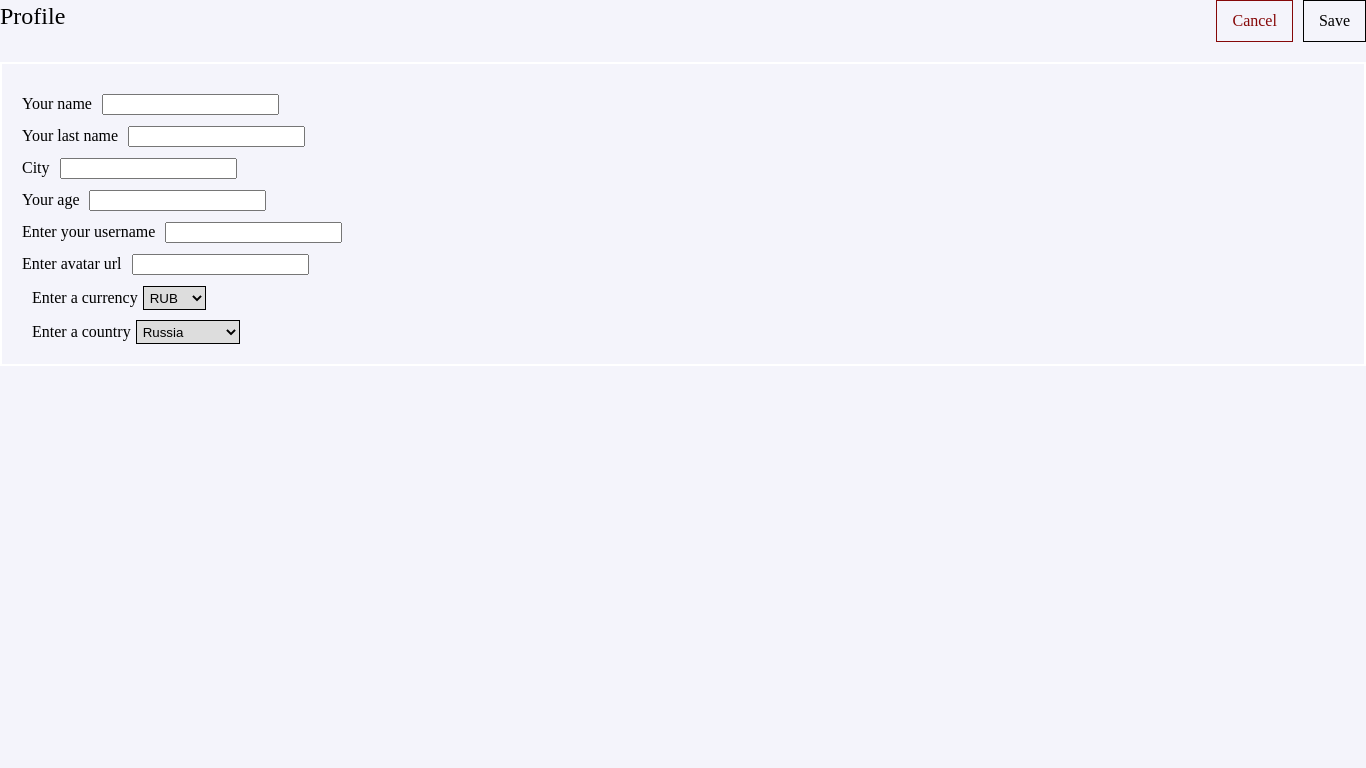 Profile
Cancel
Save
Your name
Your last name
City
Your age
Enter your username
Enter avatar url
Enter a currency RUB
Enter a country Russia